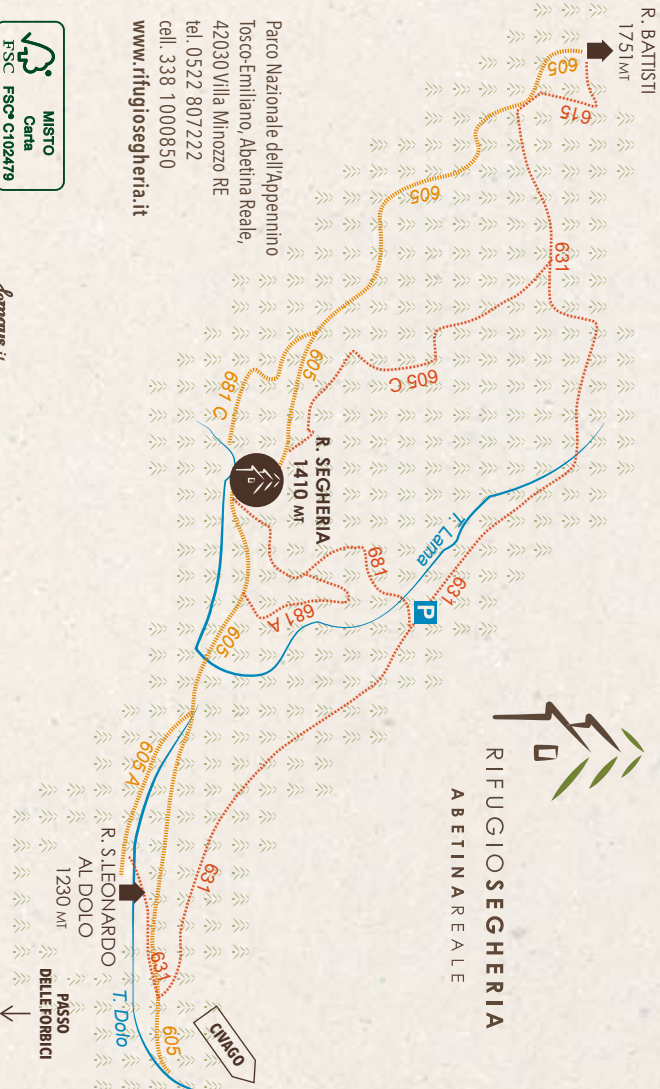 R. BATTISTI
1751MT
605
615
631
605
605 C
605
681 C
R. SEGHERIA
1410 MT
T. Lama
631
P
681
681 A
605
605 A
631
631
605
R. S.LEONARDO
AL DOLO
1230 MT
T. Dolo
CIVAGO
PASSO
DELLE FORBICI
RIFUGIOSEGHERIA
ABETINAREALE
Parco Nazionale dell'Appennino
Tosco-Emiliano, Abetina Reale,
42030 Villa Minozzo RE
tel. 0522 807222
cell. 338 1000850
www.rifugiosegheria.it
MISTO
Carta
FSC FSC® C102479